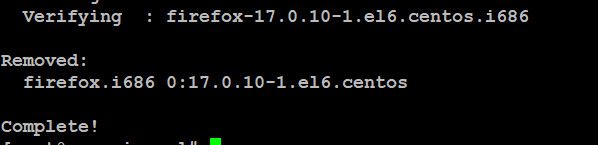 Verifying  : firefox-17.0.10-1.el6.centos.i686
Removed:
firefox.i686 0:17.0.10-1.el6.centos
Complete!